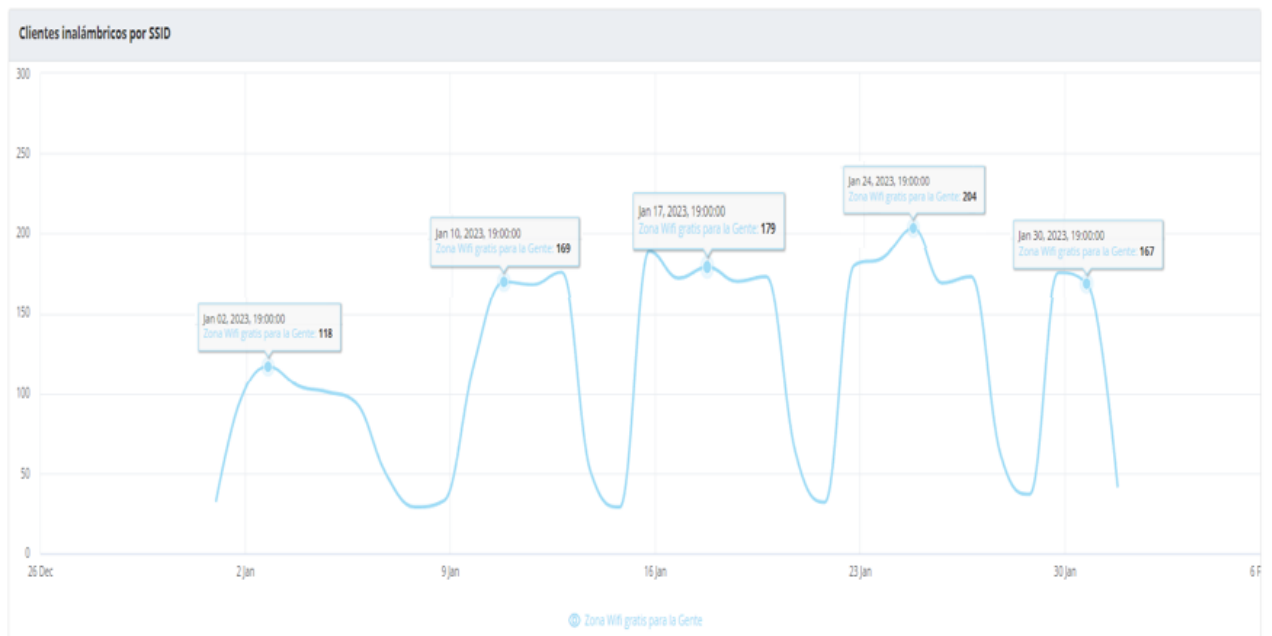 Clientes inalámbricos por SSID
300
250
200
150
100
50
0
Jan 02, 2023, 19:00:00
Zona Wifi gratis para la Gente: 118
Jan 10, 2023, 19:00:00
Zona Wifi gratis para la Gente: 169
Jan 17, 2023, 19:00:00
Zona Wifi gratis para la Gente: 179
Jan 24, 2023, 19:00:00
Zona Wifi gratis para la Gente: 204
Jan 30, 2023, 19:00:00
Zona Wifi gratis para la Gente: 167
26 Dec
2 Jan
9 Jan
16 Jan
23 Jan
30 Jan
6 F
Zona Wifi gratis para la Gente